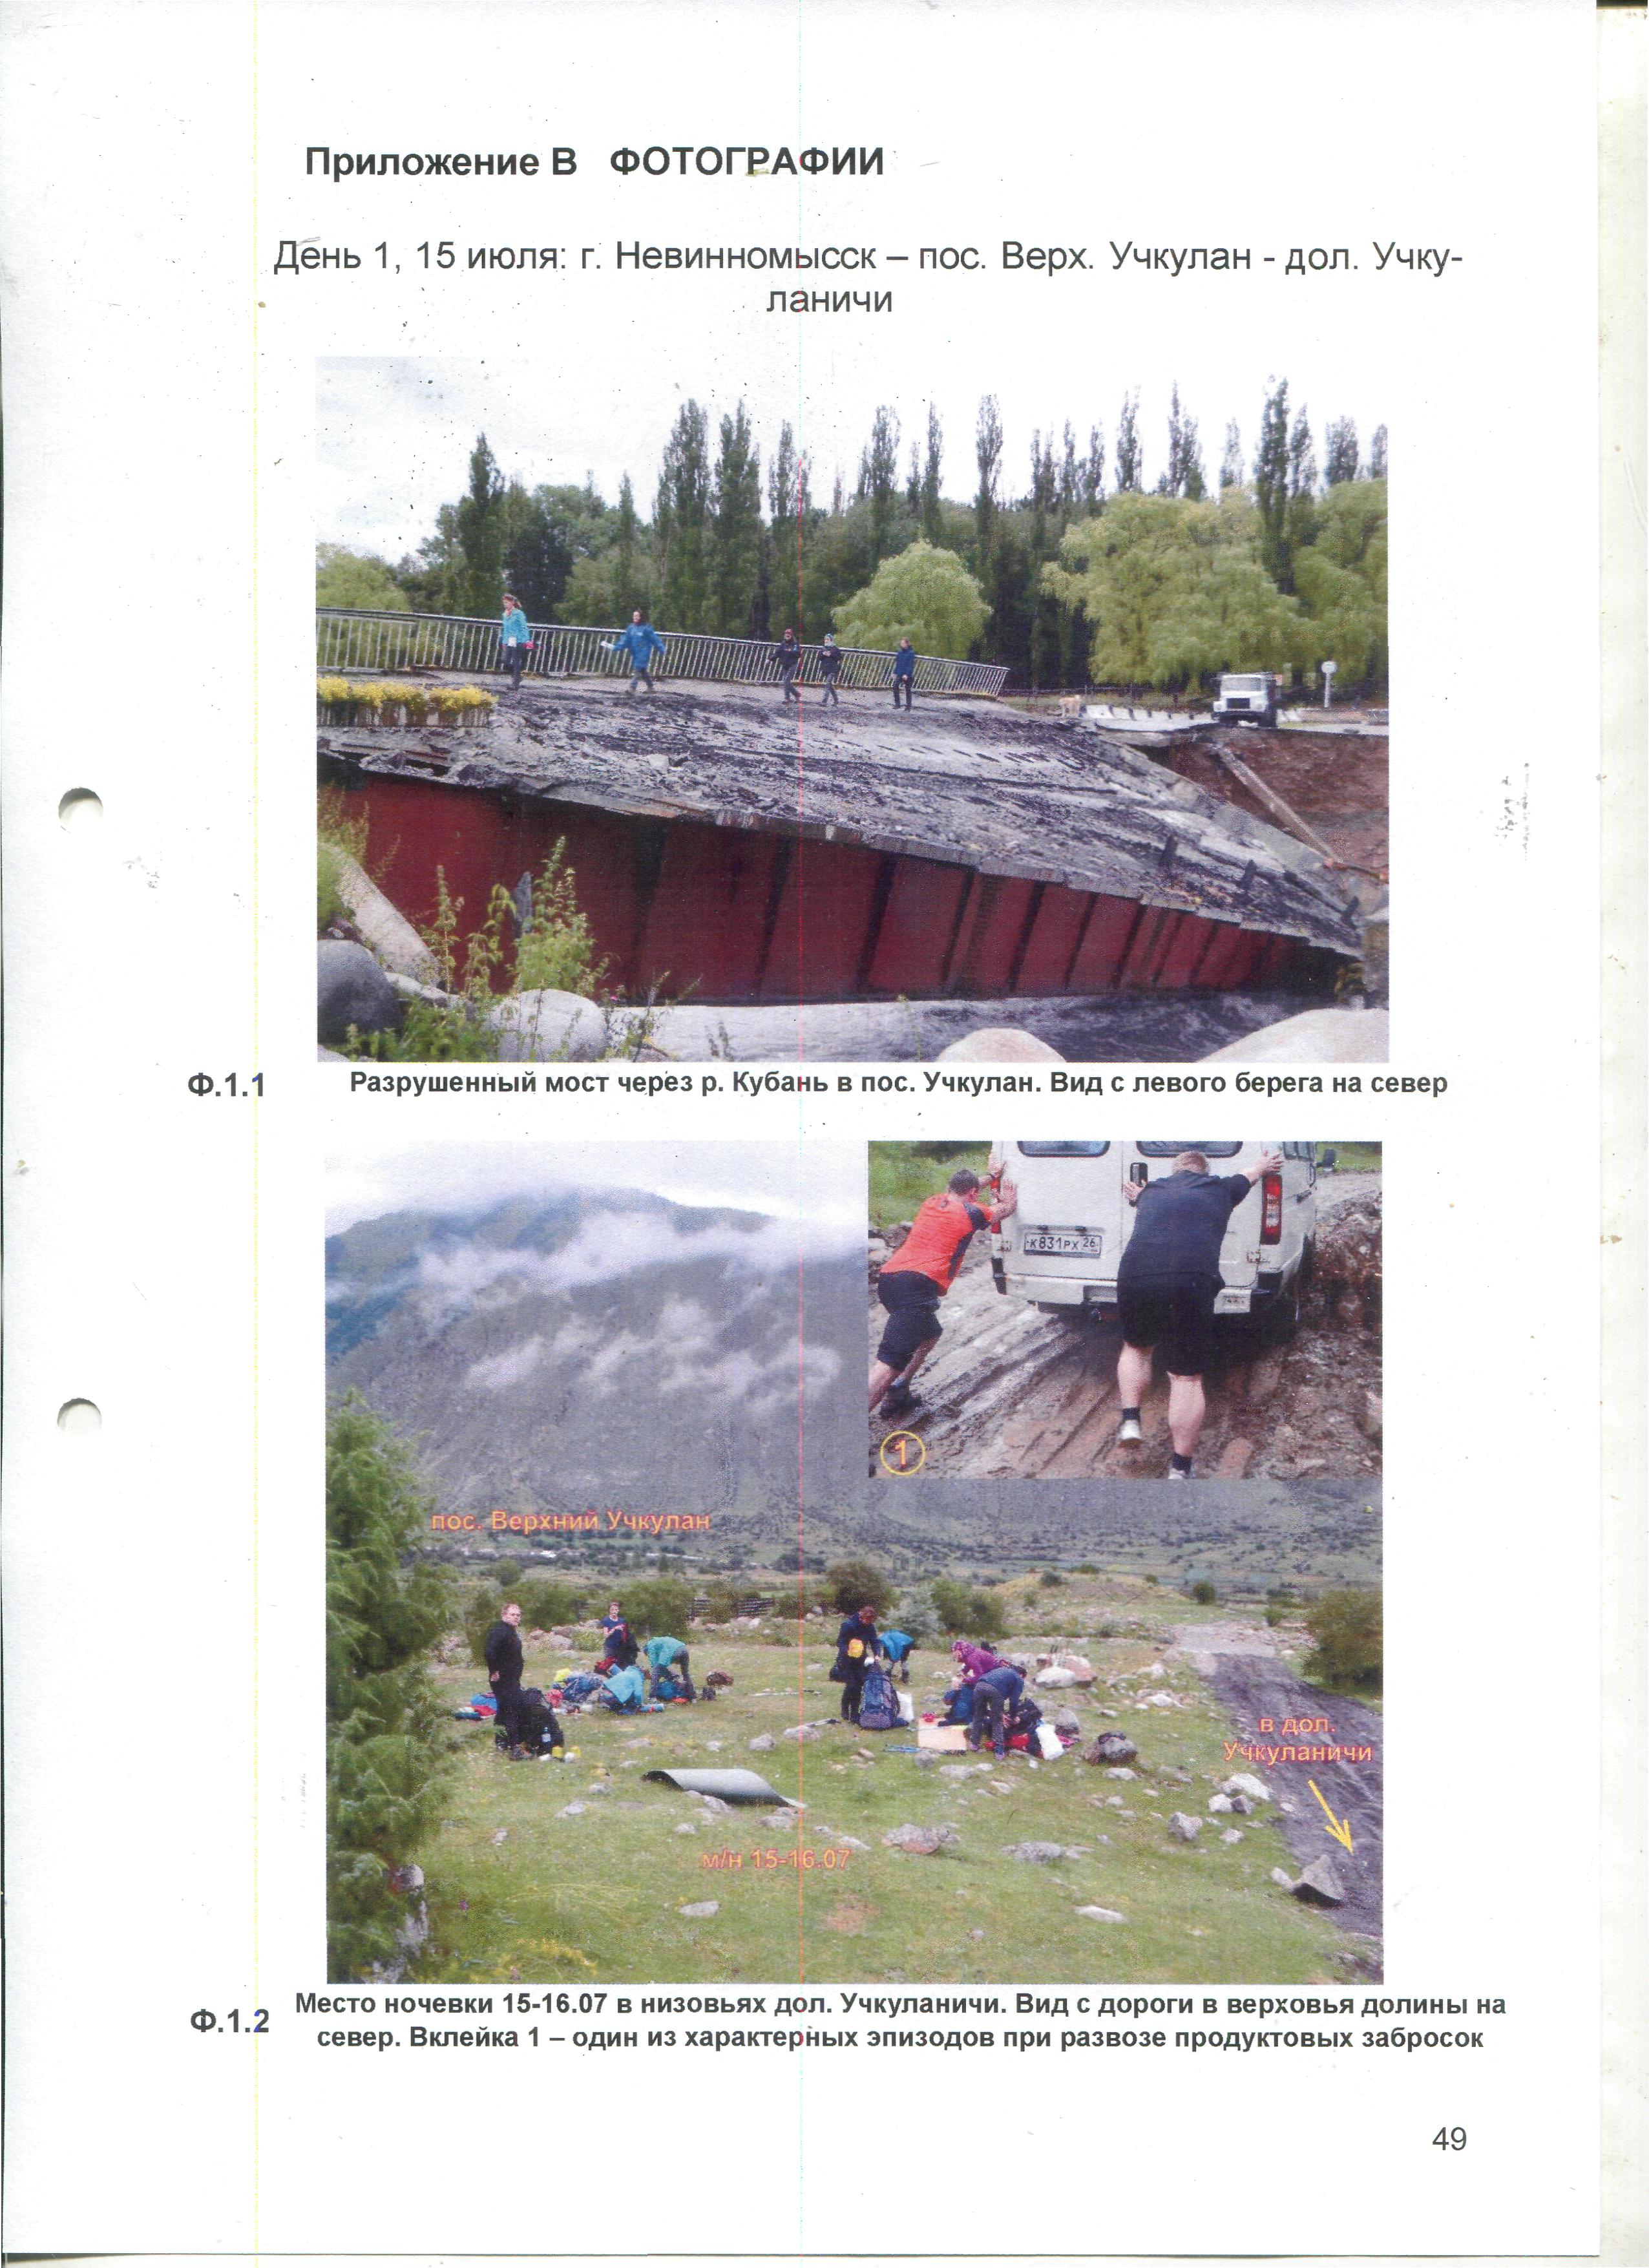 Приложение В ФОТОГРАФИИ
День 1, 15 июля: г. Невинномысск – пос. Верх. Учкулан - дол. Учку-
ланичи
Ф.1.1 Разрушенный мост через р. Кубань в пос. Учкулан. Вид с левого берега на север
К831РХ 26
1
пос. Верхний Учкулан
в дол.
Учкуланичи
м/н 15-16.07
Ф.1.2 Место ночевки 15-16.07 в низовьях дол. Учкуланичи. Вид с дороги в верховья долины на
север. Вклейка 1 – один из характерных эпизодов при развозе продуктовых забросок
49